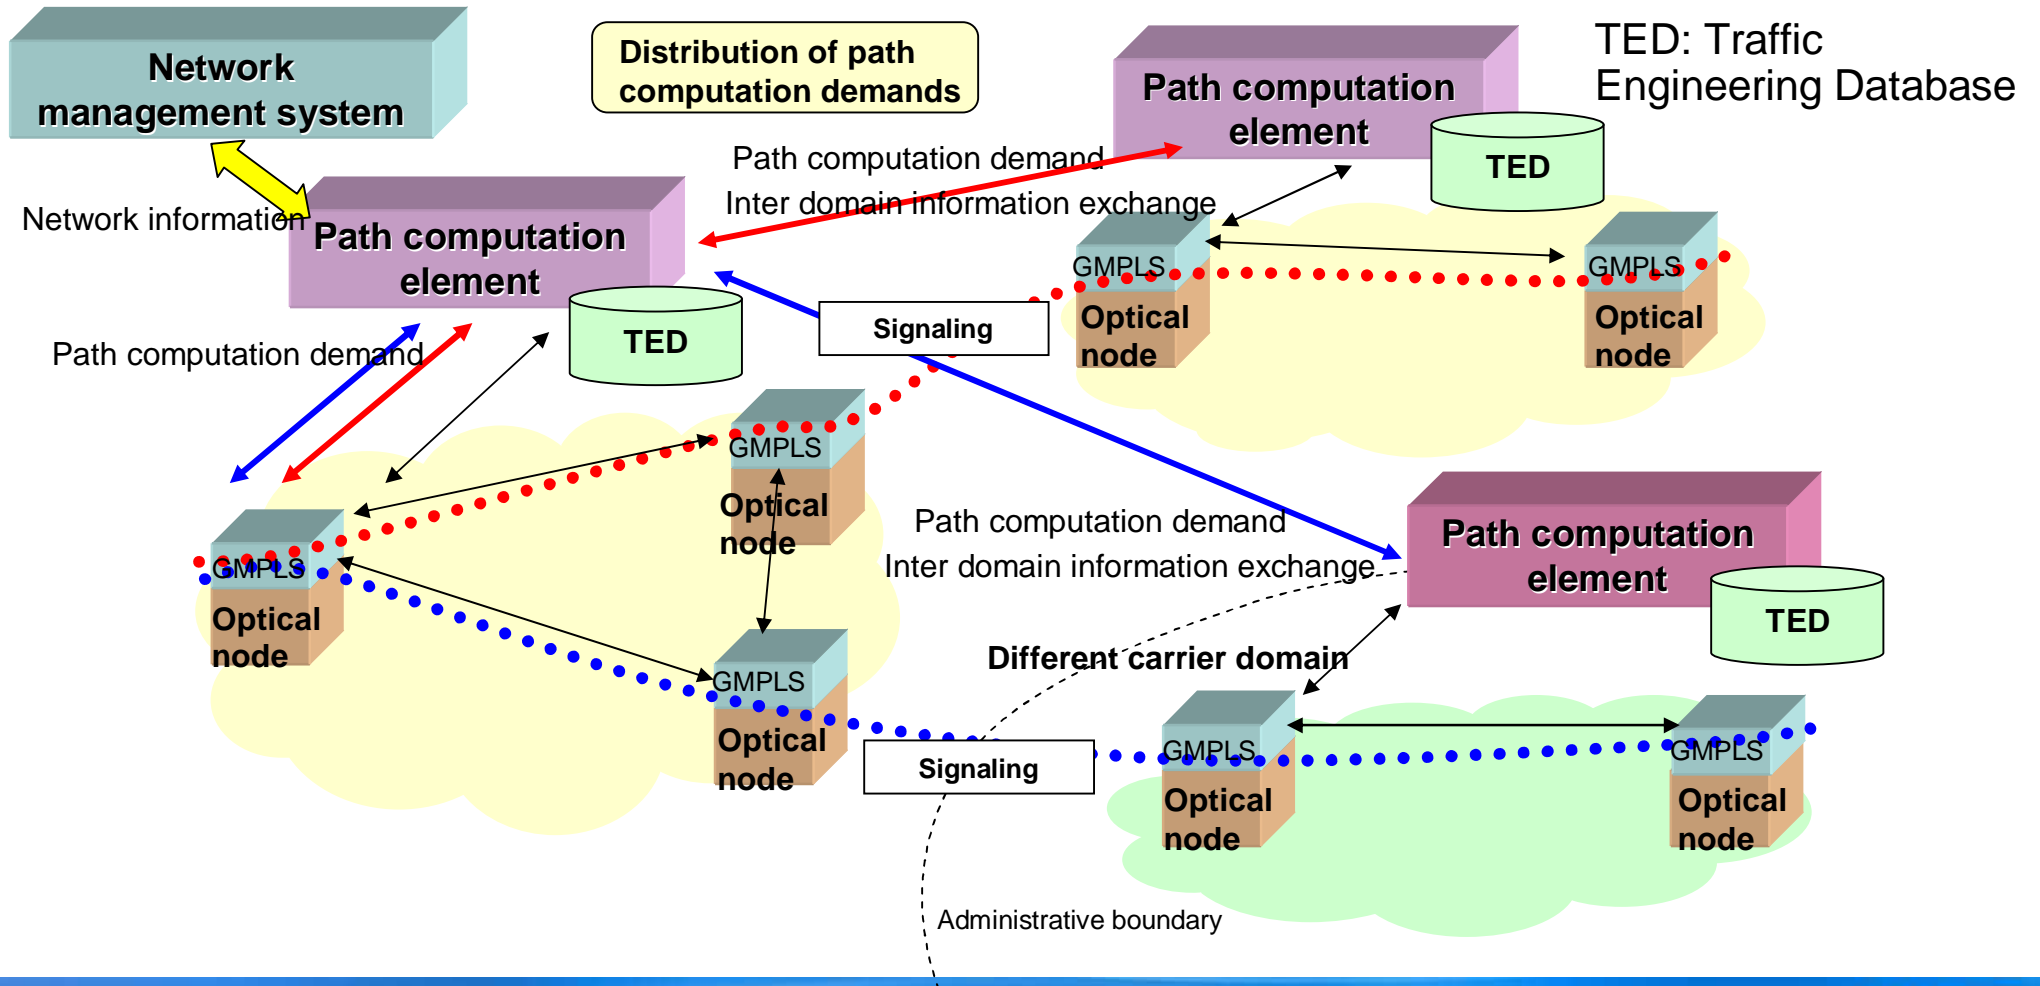 Network
management system
Distribution of path
computation demands
Path computation
element
TED
TED: Traffic
Engineering Database
Path computation demand
Inter domain information exchange
Network information
Path computation
element
TED
Path computation demand
Signaling
GMPLS
Optical
node
GMPLS
Optical
node
GMPLS
Optical
node
GMPLS
Optical
node
GMPLS
Optical
node
Path computation demand
Inter domain information exchange
Path computation
element
TED
Different carrier domain
Signaling
GMPLS
Optical
node
GMPLS
Optical
node
Administrative boundary